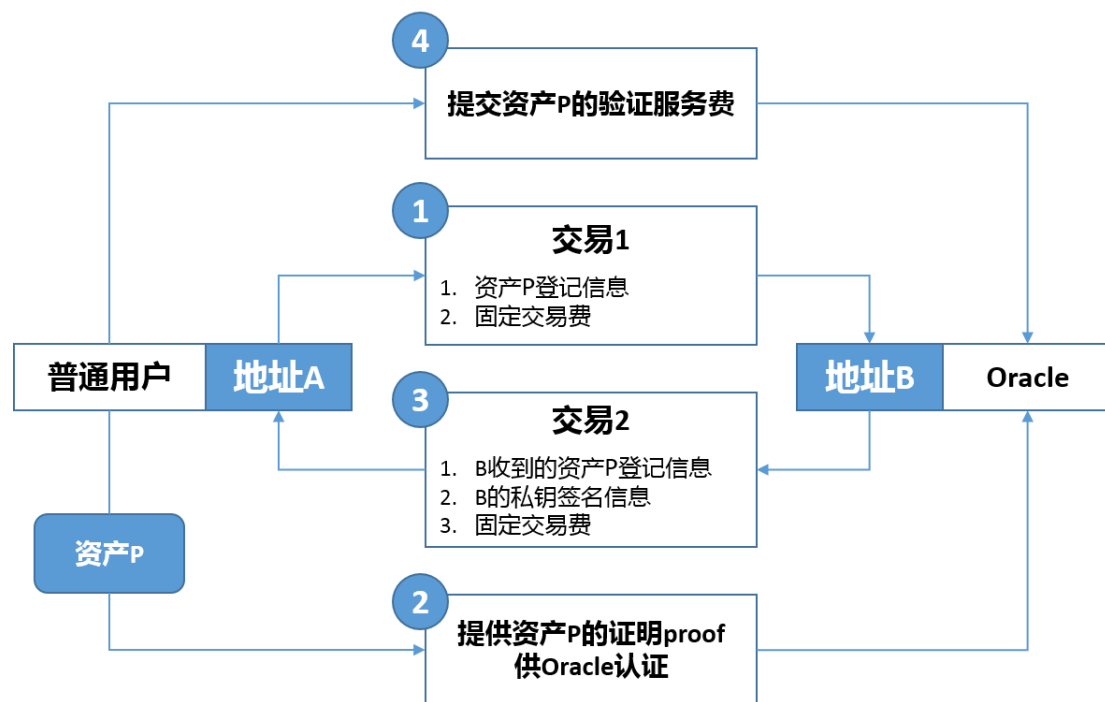 4
提交资产P的验证服务费
1
交易1
1. 资产P登记信息
2. 固定交易费
普通用户
地址A
地址B
Oracle
3
交易2
1. B收到的资产P登记信息
2. B的私钥签名信息
3. 固定交易费
资产P
2
提供资产P的证明proof
供Oracle认证